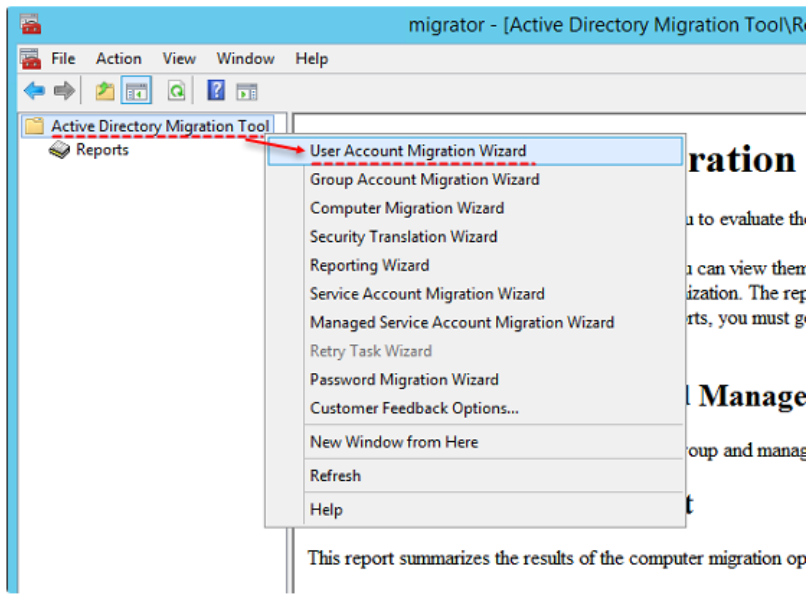 migrator - [Active Directory Migration Tool\Re
File Action View Window Help
Active Directory Migration Tool
Reports
User Account Migration Wizard
Group Account Migration Wizard
Computer Migration Wizard
Security Translation Wizard
Reporting Wizard
Service Account Migration Wizard
Managed Service Account Migration Wizard
Retry Task Wizard
Password Migration Wizard
Customer Feedback Options...
New Window from Here
Refresh
Help
ration
u to evaluate the
u can view them
ization. The rep
rts, you must g
Manage
roup and manag
t
This report summarizes the results of the computer migration op